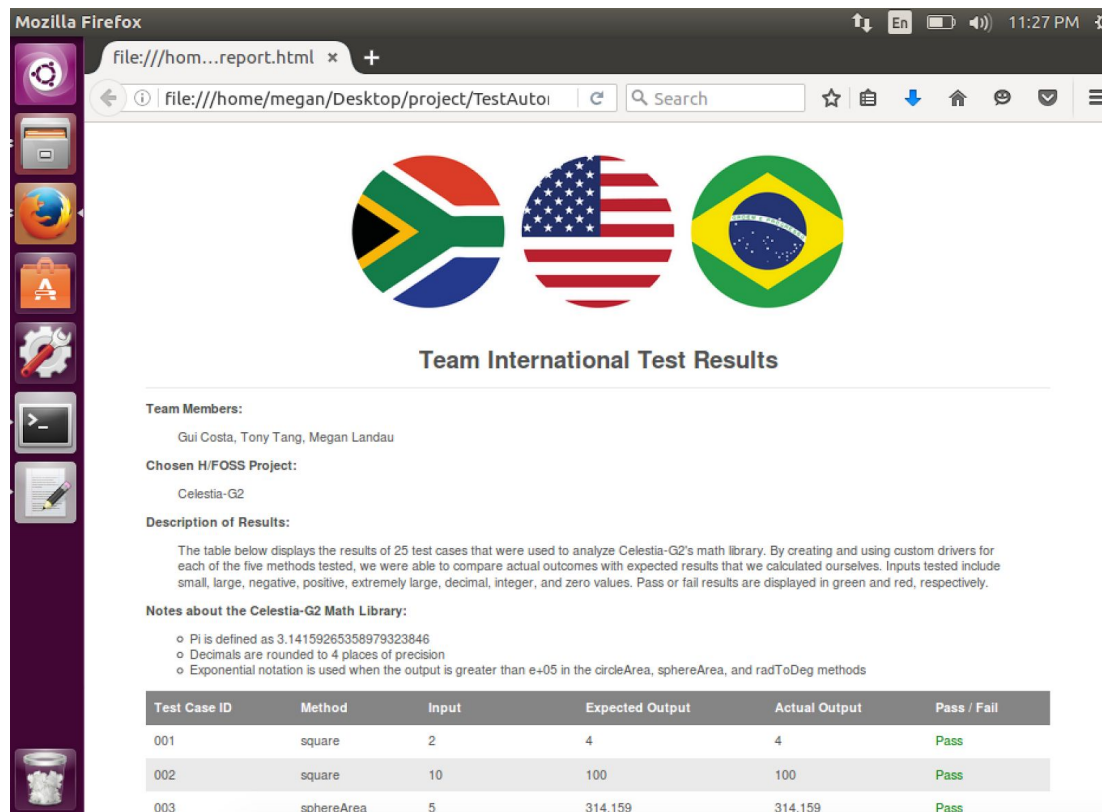 Mozilla Firefox
En
11:27 PM
file:///hom...report.html × +
file:///home/megan/Desktop/project/TestAuto
Search
Team International Test Results
Team Members:
Gui Costa, Tony Tang, Megan Landau
Chosen H/FOSS Project:
Celestia-G2
Description of Results:
The table below displays the results of 25 test cases that were used to analyze Celestia-G2's math library. By creating and using custom drivers for
each of the five methods tested, we were able to compare actual outcomes with expected results that we calculated ourselves. Inputs tested include
small, large, negative, positive, extremely large, decimal, integer, and zero values. Pass or fail results are displayed in green and red, respectively.
Notes about the Celestia-G2 Math Library:
Pi is defined as 3.14159265358979323846
Decimals are rounded to 4 places of precision
Exponential notation is used when the output is greater than e+05 in the circleArea, sphereArea, and radToDeg methods
Test Case ID Method Input Expected Output Actual Output Pass / Fail
001 square 2 4 4 Pass
002 square 10 100 100 Pass
003 sphereArea 5 314.159 314.159 Pass